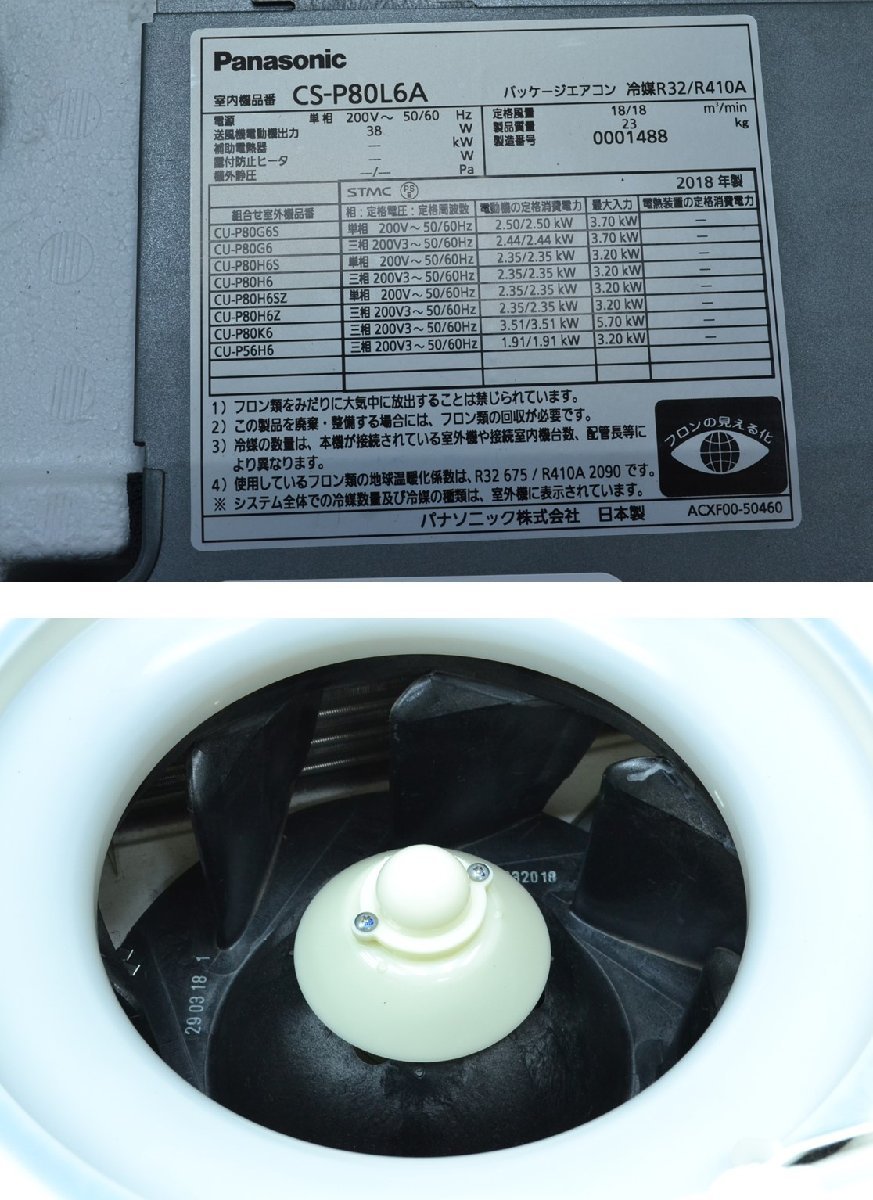 Panasonic
室内機品番 CS-P80L6A パッケージエアコン 冷媒R32/R410A
電源 単相 200V～ 50/60 Hz
送風機電動機出力 38 W
補助電熱器 — kW
露付防止ヒータ — W
機外静圧 —/— Pa
定格風量 18/18 m³/min
製品質量 23 kg
製造番号 0001488
STMC PS E 2018 年製
組合せ室外機品番 相:定格電圧:定格周波数 電動機の定格消費電力 最大入力 電熱装置の定格消費電力
CU-P80G6S 単相 200V～ 50/60Hz 2.50/2.50 kW 3.70 kW —
CU-P80G6 三相 200V3～ 50/60Hz 2.44/2.44 kW 3.70 kW —
CU-P80H6S 単相 200V～ 50/60Hz 2.35/2.35 kW 3.20 kW —
CU-P80H6 三相 200V3～ 50/60Hz 2.35/2.35 kW 3.20 kW —
CU-P80H6SZ 単相 200V～ 50/60Hz 2.35/2.35 kW 3.20 kW —
CU-P80H6Z 三相 200V3～ 50/60Hz 2.35/2.35 kW 3.20 kW —
CU-P80K6 三相 200V3～ 50/60Hz 3.51/3.51 kW 5.70 kW —
CU-P56H6 三相 200V3～ 50/60Hz 1.91/1.91 kW 3.20 kW —
1）フロン類をみだりに大気中に放出することは禁じられています。
2）この製品を廃棄・整備する場合には、フロン類の回収が必要です。
3）冷媒の数量は、本機が接続されている室外機や接続室内機台数、配管長等に
より異なります。
4）使用しているフロン類の地球温暖化係数は、R32 675 / R410A 2090 です。
※ システム全体での冷媒数量及び冷媒の種類は、室外機に表示されています。
フロンの見える化
パナソニック株式会社 日本製 ACXF00-50460
32018
29 03 18 1